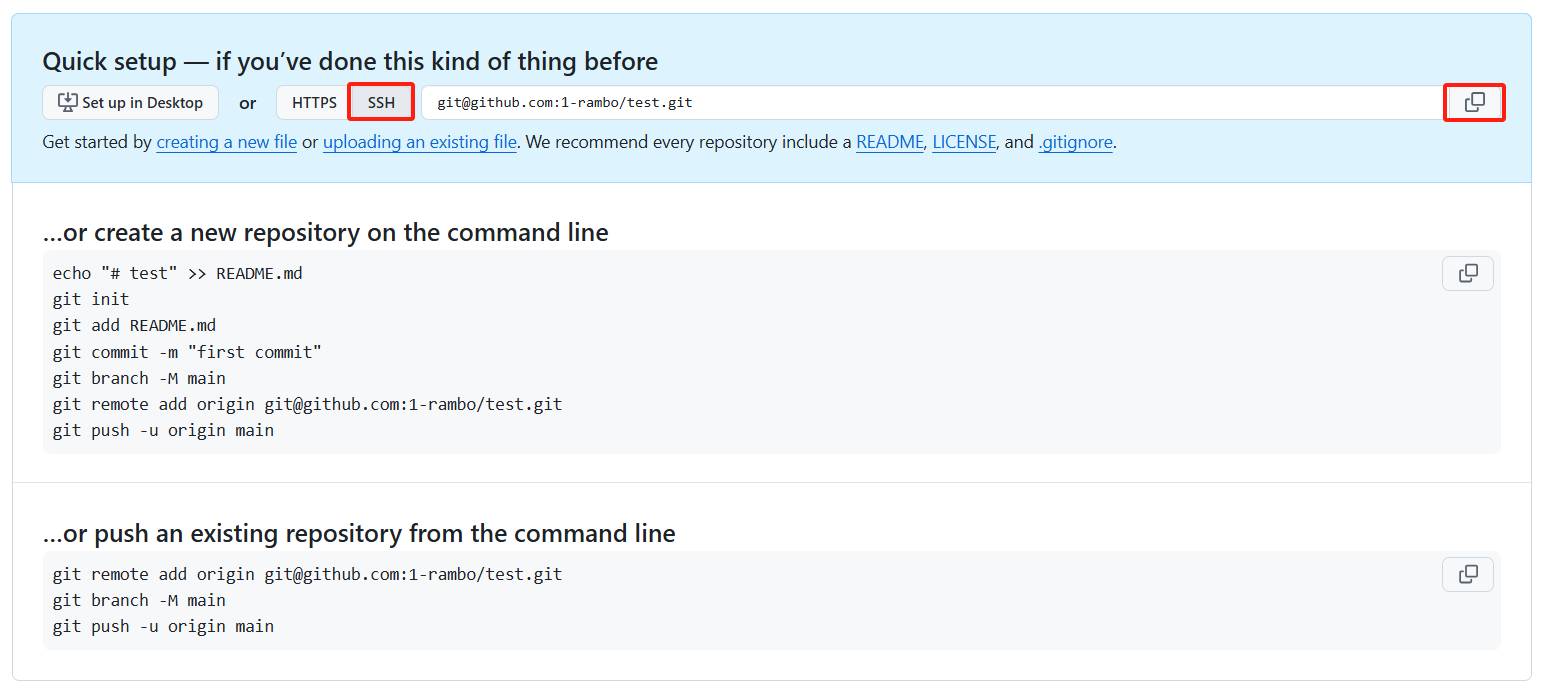 Quick setup — if you’ve done this kind of thing before
Set up in Desktop or HTTPS SSH git@github.com:1-rambo/test.git
Get started by creating a new file or uploading an existing file. We recommend every repository include a README, LICENSE, and .gitignore.
…or create a new repository on the command line
echo "# test" >> README.md
git init
git add README.md
git commit -m "first commit"
git branch -M main
git remote add origin git@github.com:1-rambo/test.git
git push -u origin main
…or push an existing repository from the command line
git remote add origin git@github.com:1-rambo/test.git
git branch -M main
git push -u origin main